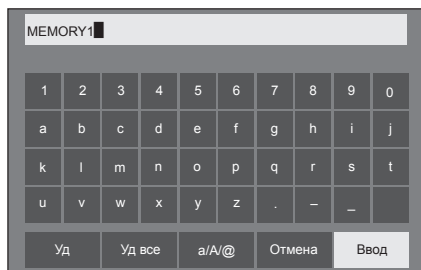 MEMORY1
1 2 3 4 5 6 7 8 9 0
a b c d e f g h i j
k l m n o p q r s t
u v w x y z . – _
Уд Уд все a/A/@ Отмена Ввод